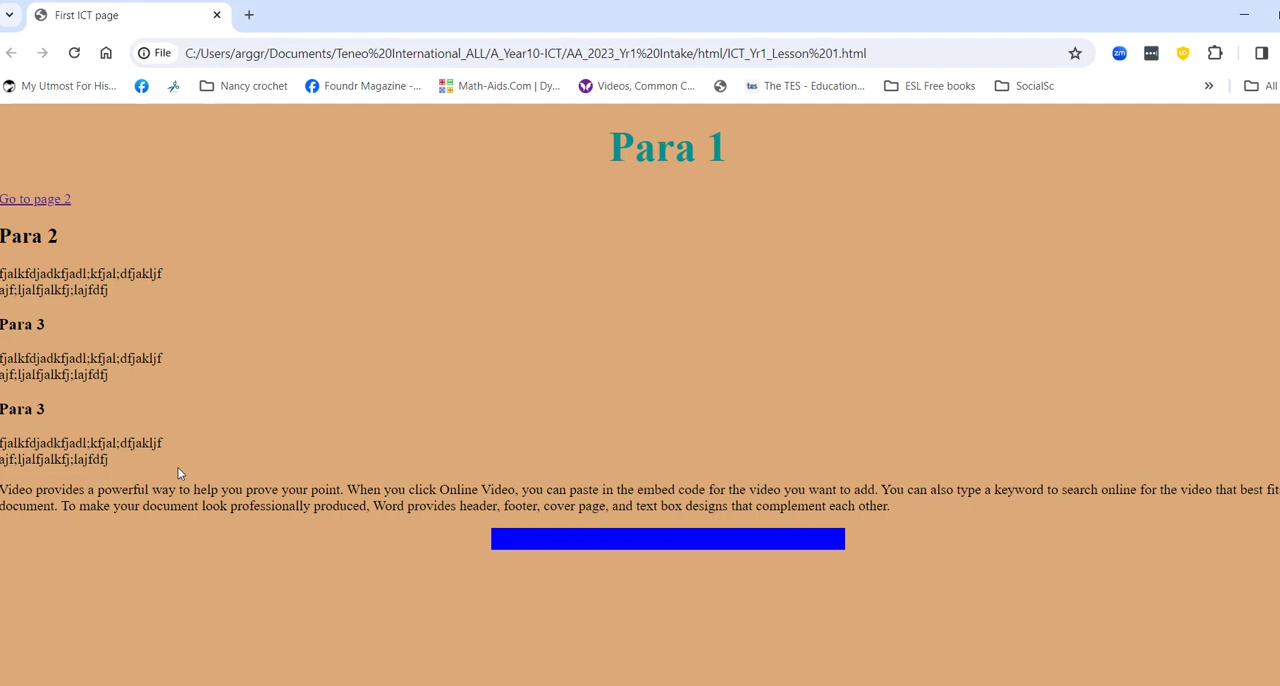 First ICT page
File C:/Users/arggr/Documents/Teneo%20International_ALL/A_Year10-ICT/AA_2023_Yr1%20Intake/html/ICT_Yr1_Lesson%201.html zm
My Utmost For His... Nancy crochet Foundr Magazine -... Math-Aids.Com | Dy... Videos, Common C... tes The TES - Education... ESL Free books SocialSc » All
Para 1
Go to page 2
Para 2
fjalkfdjadkfjadl;kfjal;dfjakljf
ajf;ljalfjalkfj;lajfdfj
Para 3
fjalkfdjadkfjadl;kfjal;dfjakljf
ajf;ljalfjalkfj;lajfdfj
Para 3
fjalkfdjadkfjadl;kfjal;dfjakljf
ajf;ljalfjalkfj;lajfdfj
Video provides a powerful way to help you prove your point. When you click Online Video, you can paste in the embed code for the video you want to add. You can also type a keyword to search online for the video that best fits
document. To make your document look professionally produced, Word provides header, footer, cover page, and text box designs that complement each other.